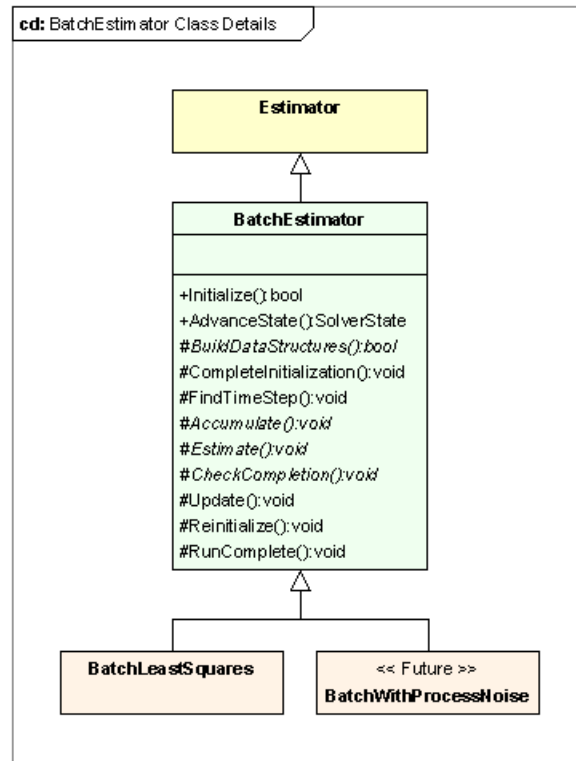 cd: BatchEstimator Class Details
Estimator
BatchEstimator
+Initialize():bool
+AdvanceState():SolverState
#BuildDataStructures():bool
#CompleteInitialization():void
#FindTimeStep():void
#Accumulate():void
#Estimate():void
#CheckCompletion():void
#Update():void
#Reinitialize():void
#RunComplete():void
BatchLeastSquares
<< Future >>
BatchWithProcessNoise